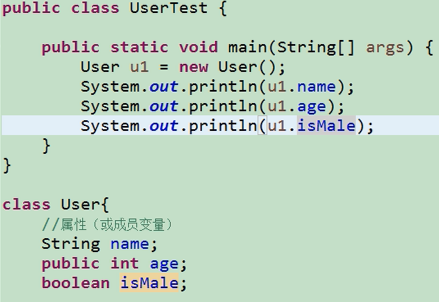 public class UserTest {
public static void main(String[] args) {
User u1 = new User();
System.out.println(u1.name);
System.out.println(u1.age);
System.out.println(u1.isMale);
}
}
class User{
//属性（或成员变量）
String name;
public int age;
boolean isMale;